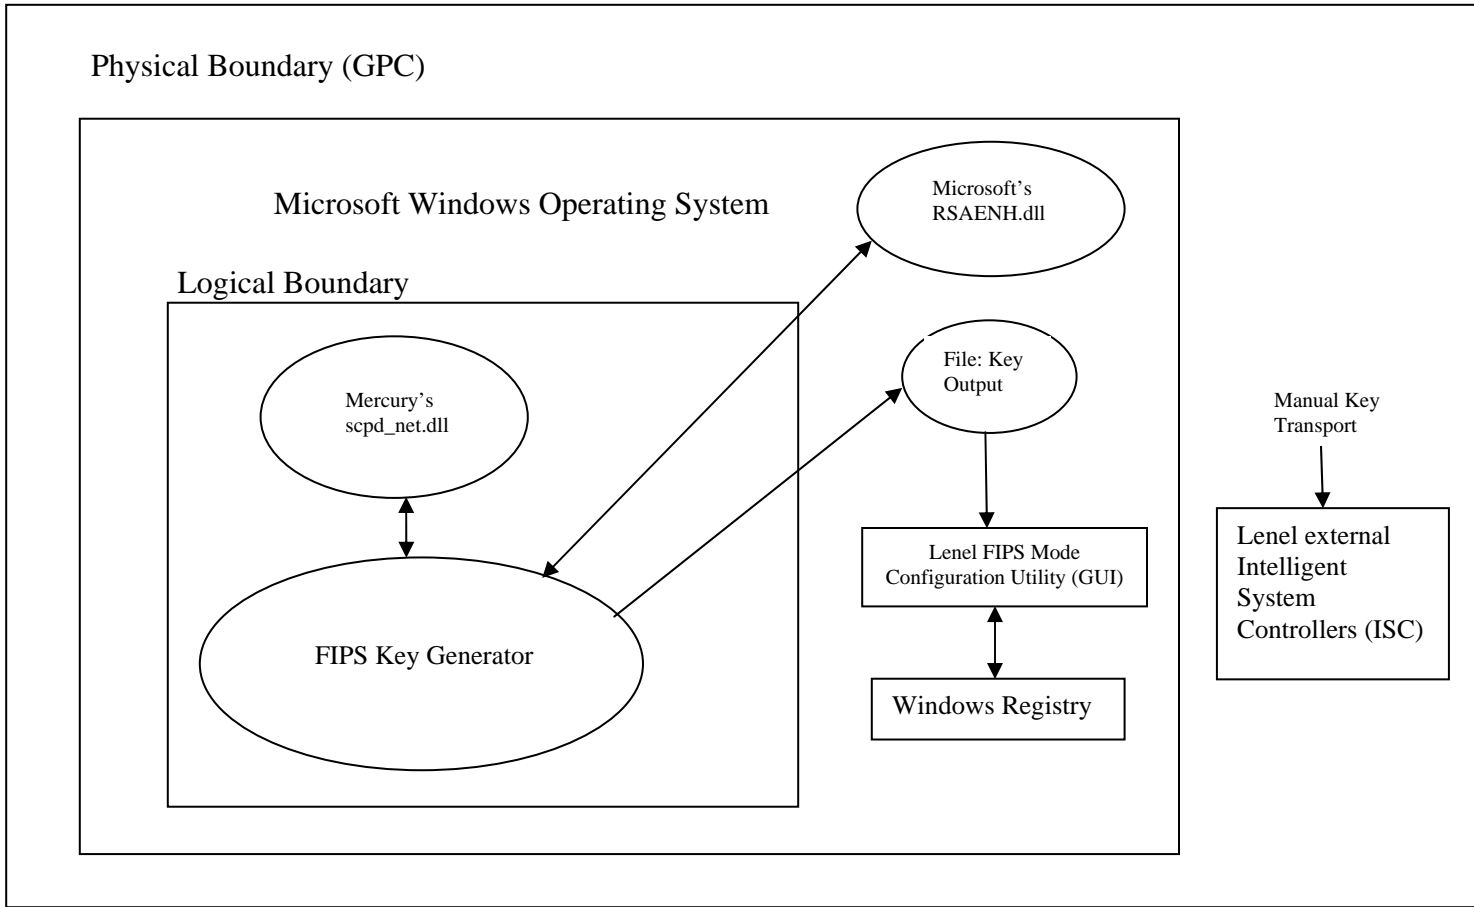 Physical Boundary (GPC)
Microsoft Windows Operating System
Microsoft’s
RSAENH.dll
Logical Boundary
Mercury’s
scpd_net.dll
File: Key
Output
Manual Key
Transport
Lenel FIPS Mode
Configuration Utility (GUI)
Lenel external
Intelligent
System
Controllers (ISC)
FIPS Key Generator
Windows Registry